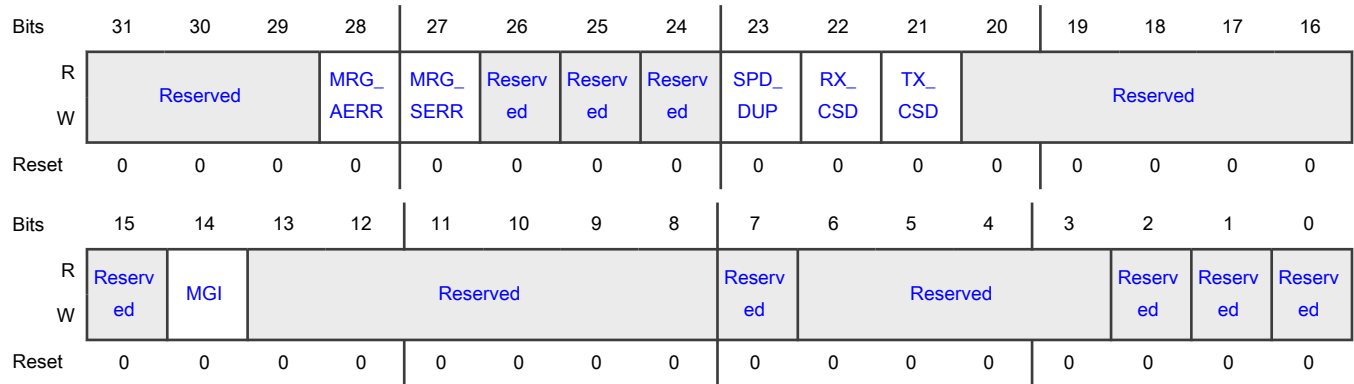 Bits 31 30 29 28 27 26 25 24 23 22 21 20 19 18 17 16
R Reserved MRG_ MRG_ Reserv Reserv Reserv SPD_ RX_ TX_ Reserved
W AERR SERR ed ed ed DUP CSD CSD
Reset 0 0 0 0 0 0 0 0 0 0 0 0 0 0 0 0
Bits 15 14 13 12 11 10 9 8 7 6 5 4 3 2 1 0
R Reserv MGI Reserved Reserv Reserved Reserv Reserv Reserv
W ed ed ed ed ed
Reset 0 0 0 0 0 0 0 0 0 0 0 0 0 0 0 0